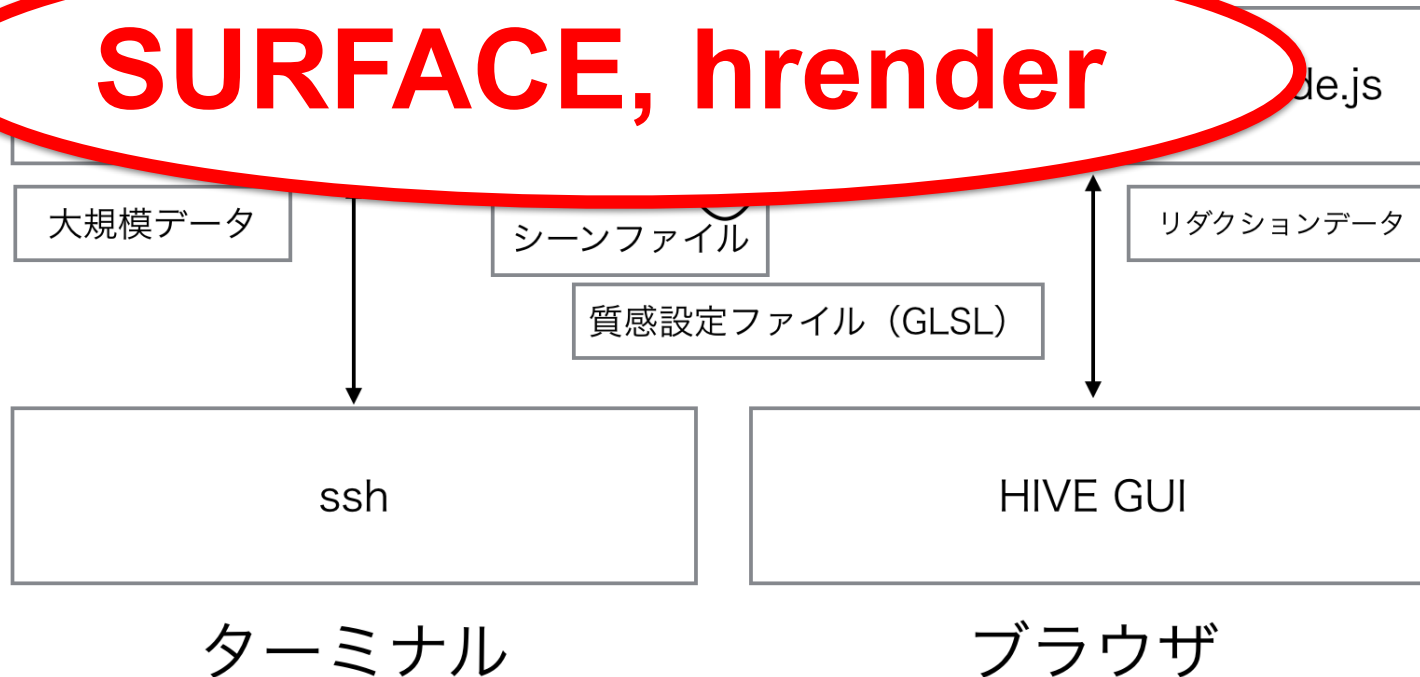 SURFACE, hrender
de.js
大規模データ
シーンファイル
リダクションデータ
質感設定ファイル（GLSL）
ssh
HIVE GUI
ターミナル
ブラウザ